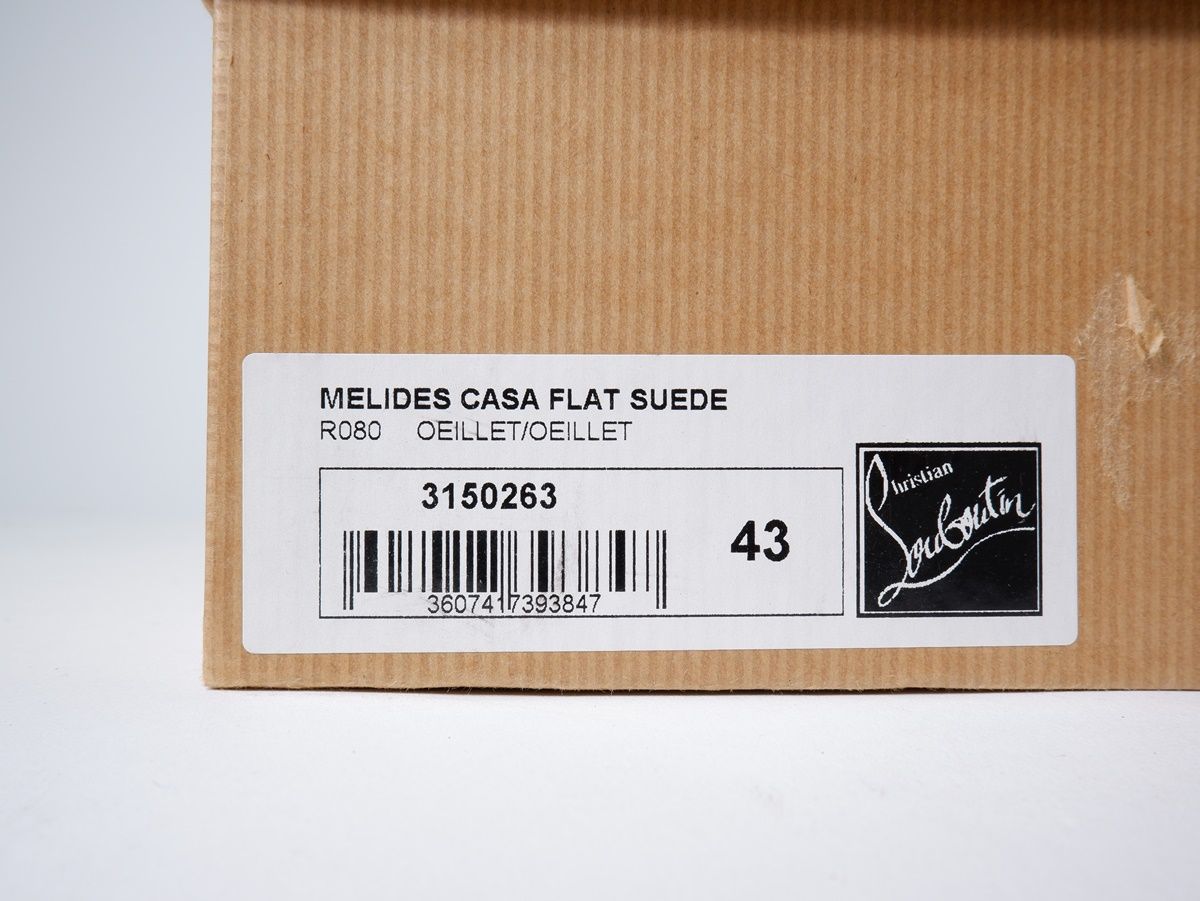 MELIDES CASA FLAT SUEDE
R080 OEILLET/OEILLET
3150263
43
3607417393847
Christian
Louboutin